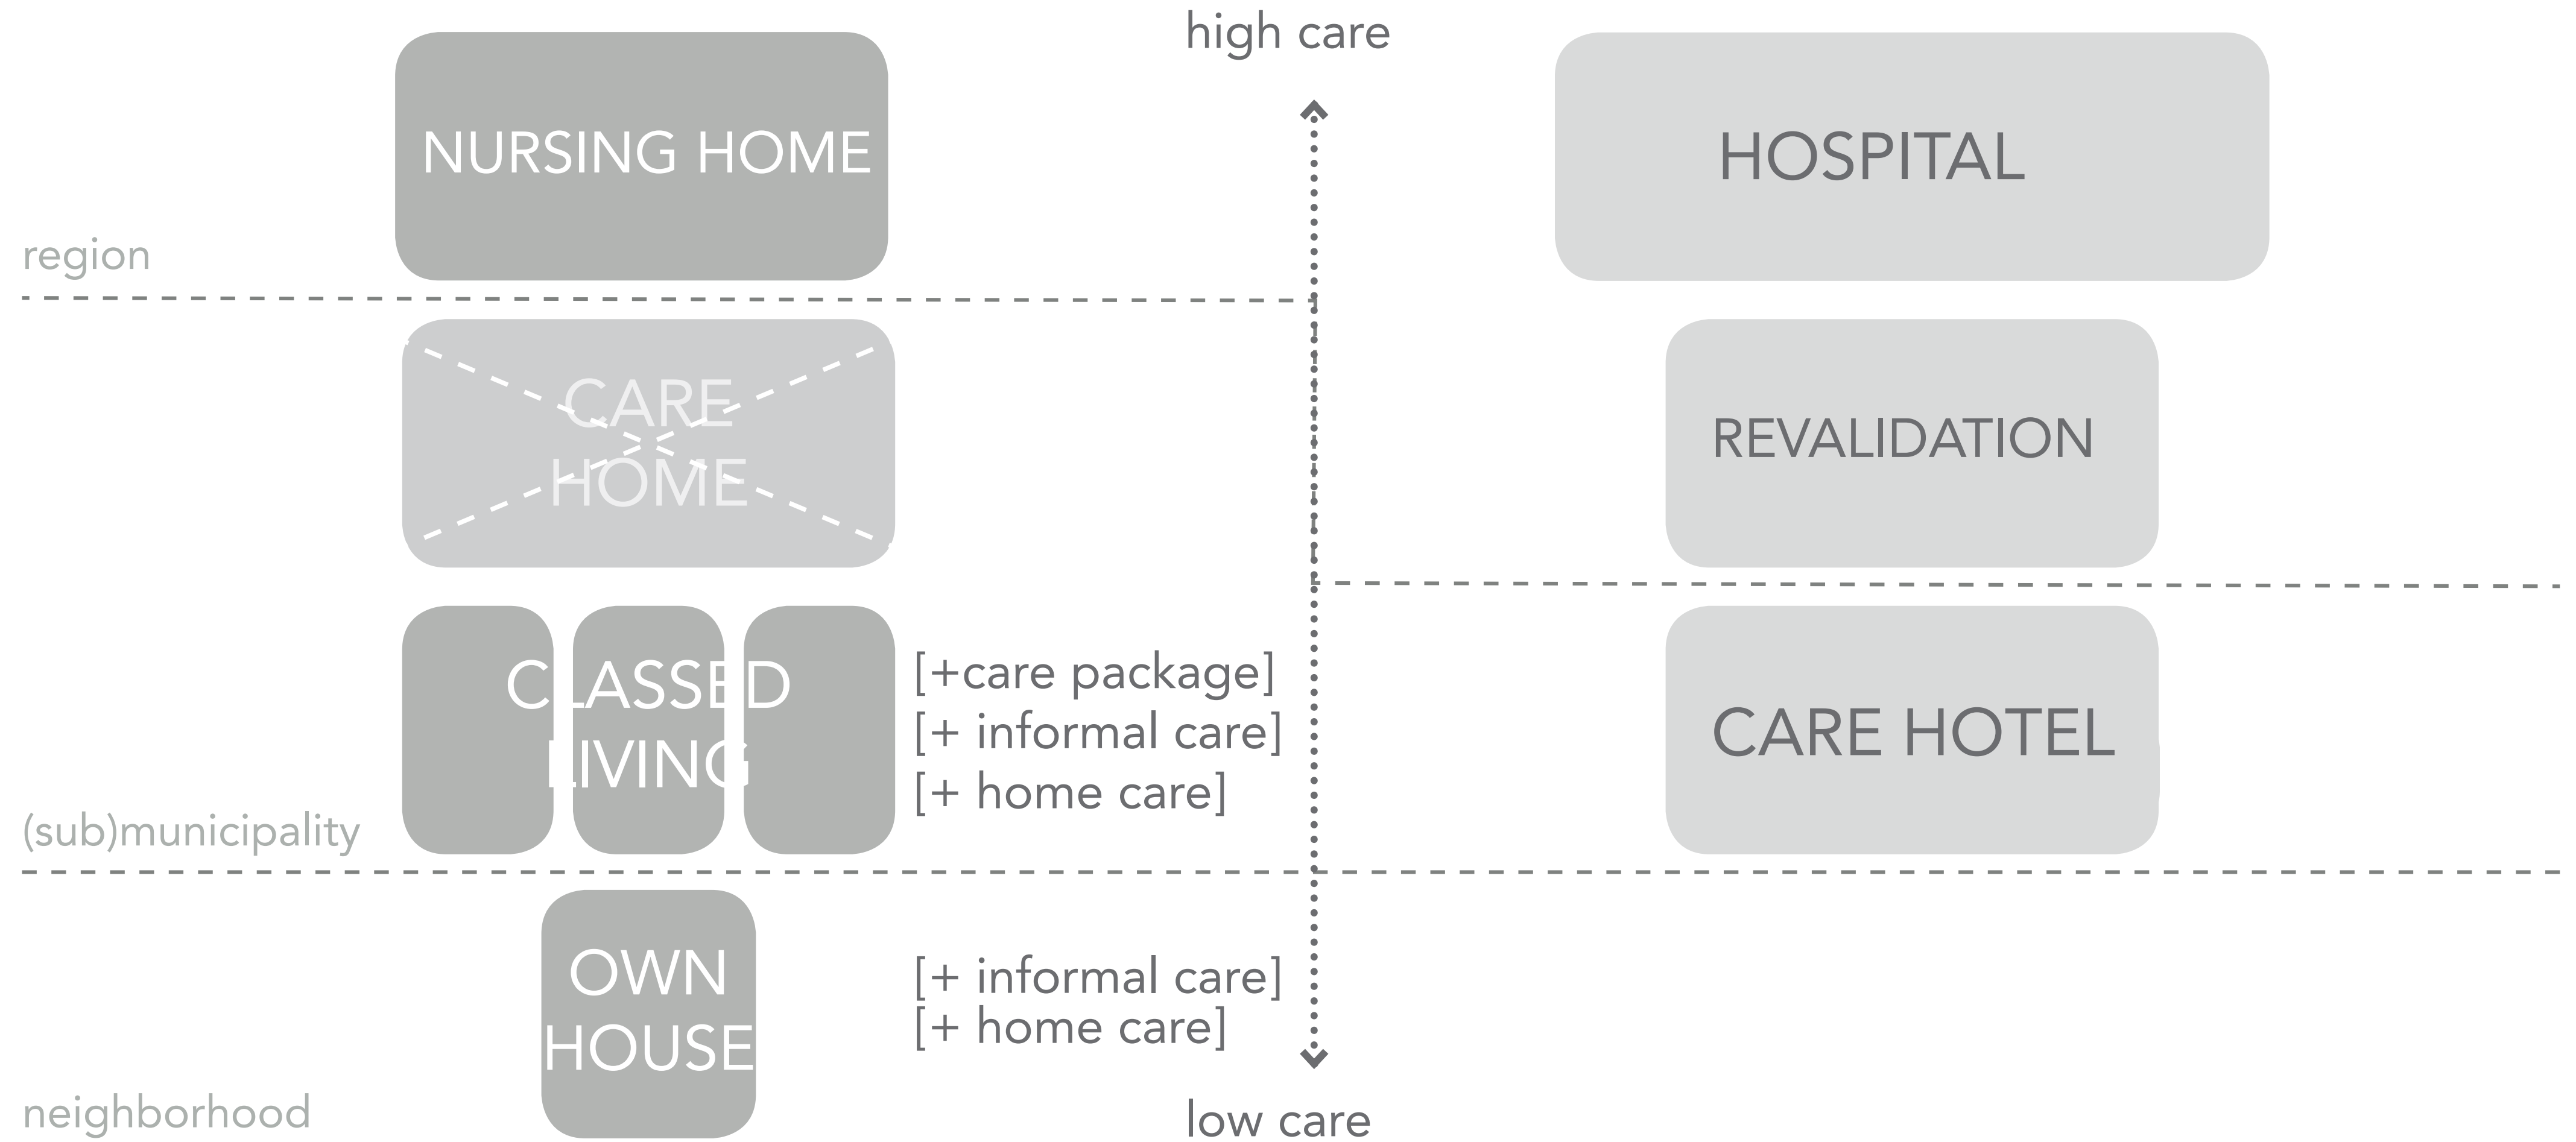 high care
NURSING HOME
HOSPITAL
region
CARE
HOME
REVALIDATION
CLASSED
LIVING
[+care package]
[+ informal care]
[+ home care]
CARE HOTEL
(sub)municipality
OWN
HOUSE
[+ informal care]
[+ home care]
neighborhood
low care